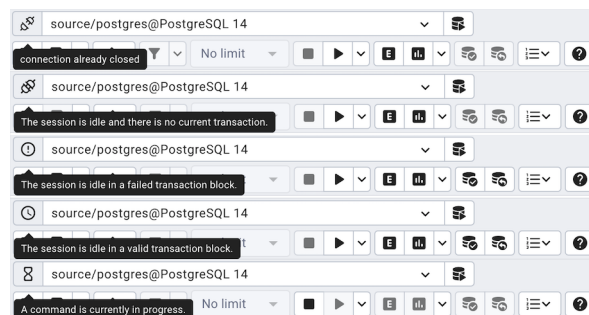 source/postgres@PostgreSQL 14
No limit
E
connection already closed
source/postgres@PostgreSQL 14
E
The session is idle and there is no current transaction.
source/postgres@PostgreSQL 14
E
The session is idle in a failed transaction block.
source/postgres@PostgreSQL 14
E
The session is idle in a valid transaction block.
source/postgres@PostgreSQL 14
No limit
E
A command is currently in progress.